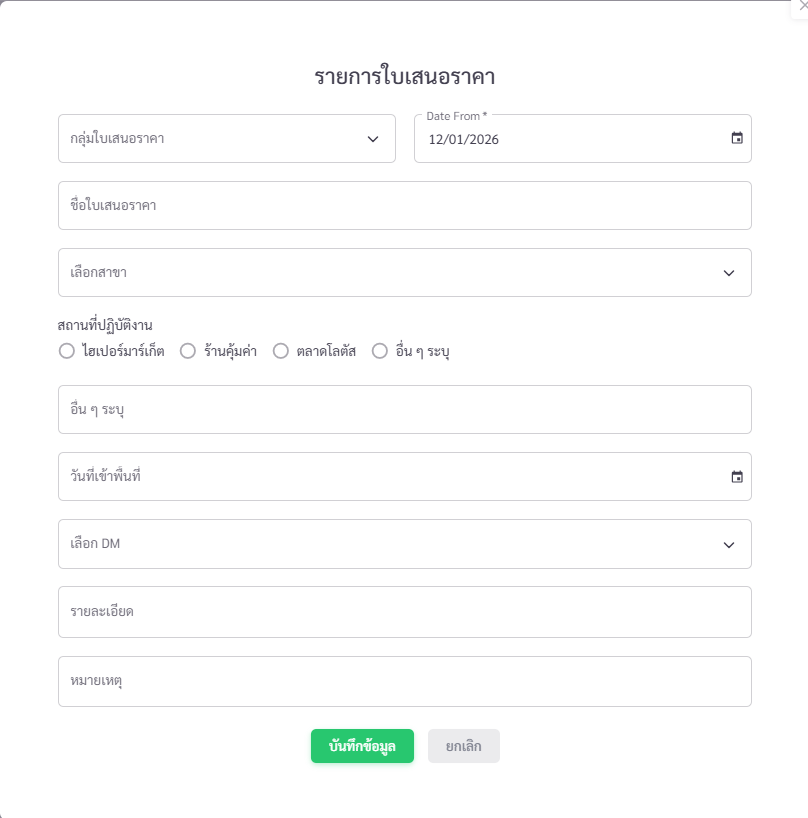 รายการใบเสนอราคา
กลุ่มใบเสนอราคา
Date From *
12/01/2026
ชื่อใบเสนอราคา
เลือกสาขา
สถานที่ปฏิบัติงาน
ไฮเปอร์มาร์เก็ต ร้านคุ้มค่า ตลาดโลตัส อื่น ๆ ระบุ
อื่น ๆ ระบุ
วันที่เข้าพื้นที่
เลือก DM
รายละเอียด
หมายเหตุ
บันทึกข้อมูล ยกเลิก